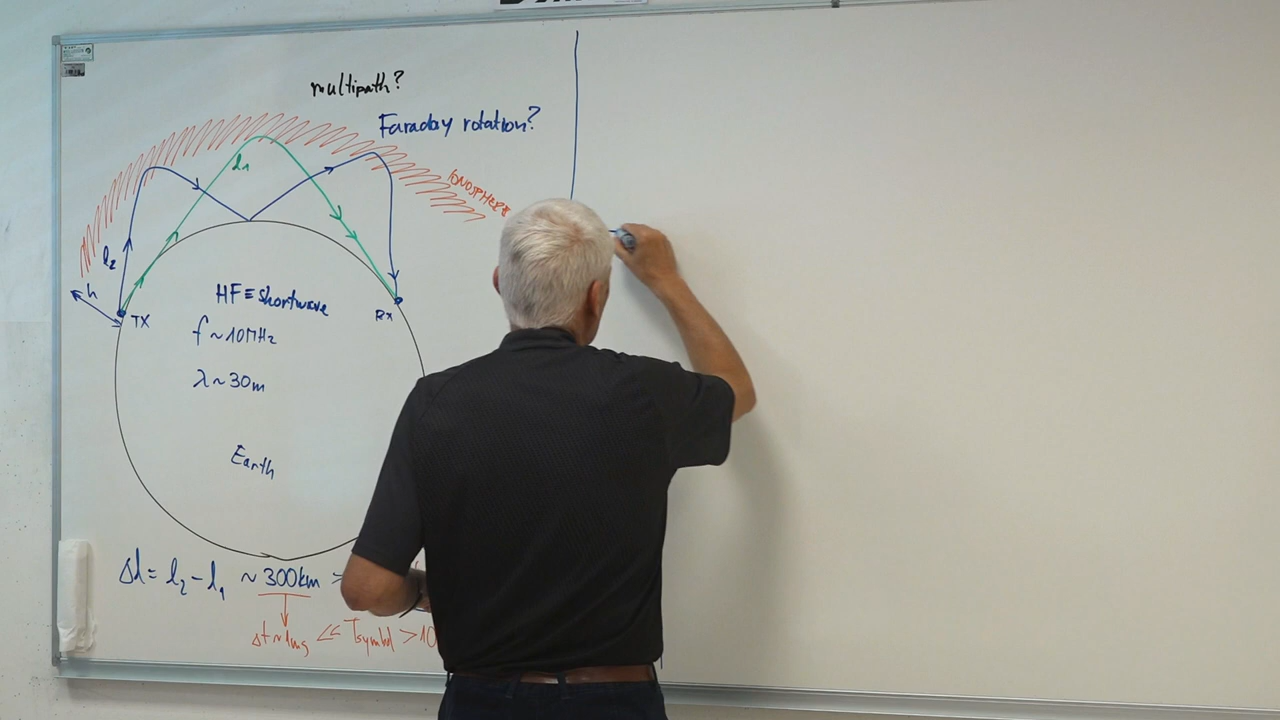 multipath?
Faraday rotation?
l₁
IONOSPHERE
l₂
h
TX
RX
HF ≡ shortwave
f ~ 10MHz
λ ~ 30m
Earth
Δl = l₂ - l₁ ~ 300km >
Δt ~ 1ms << Tsymbol > 10